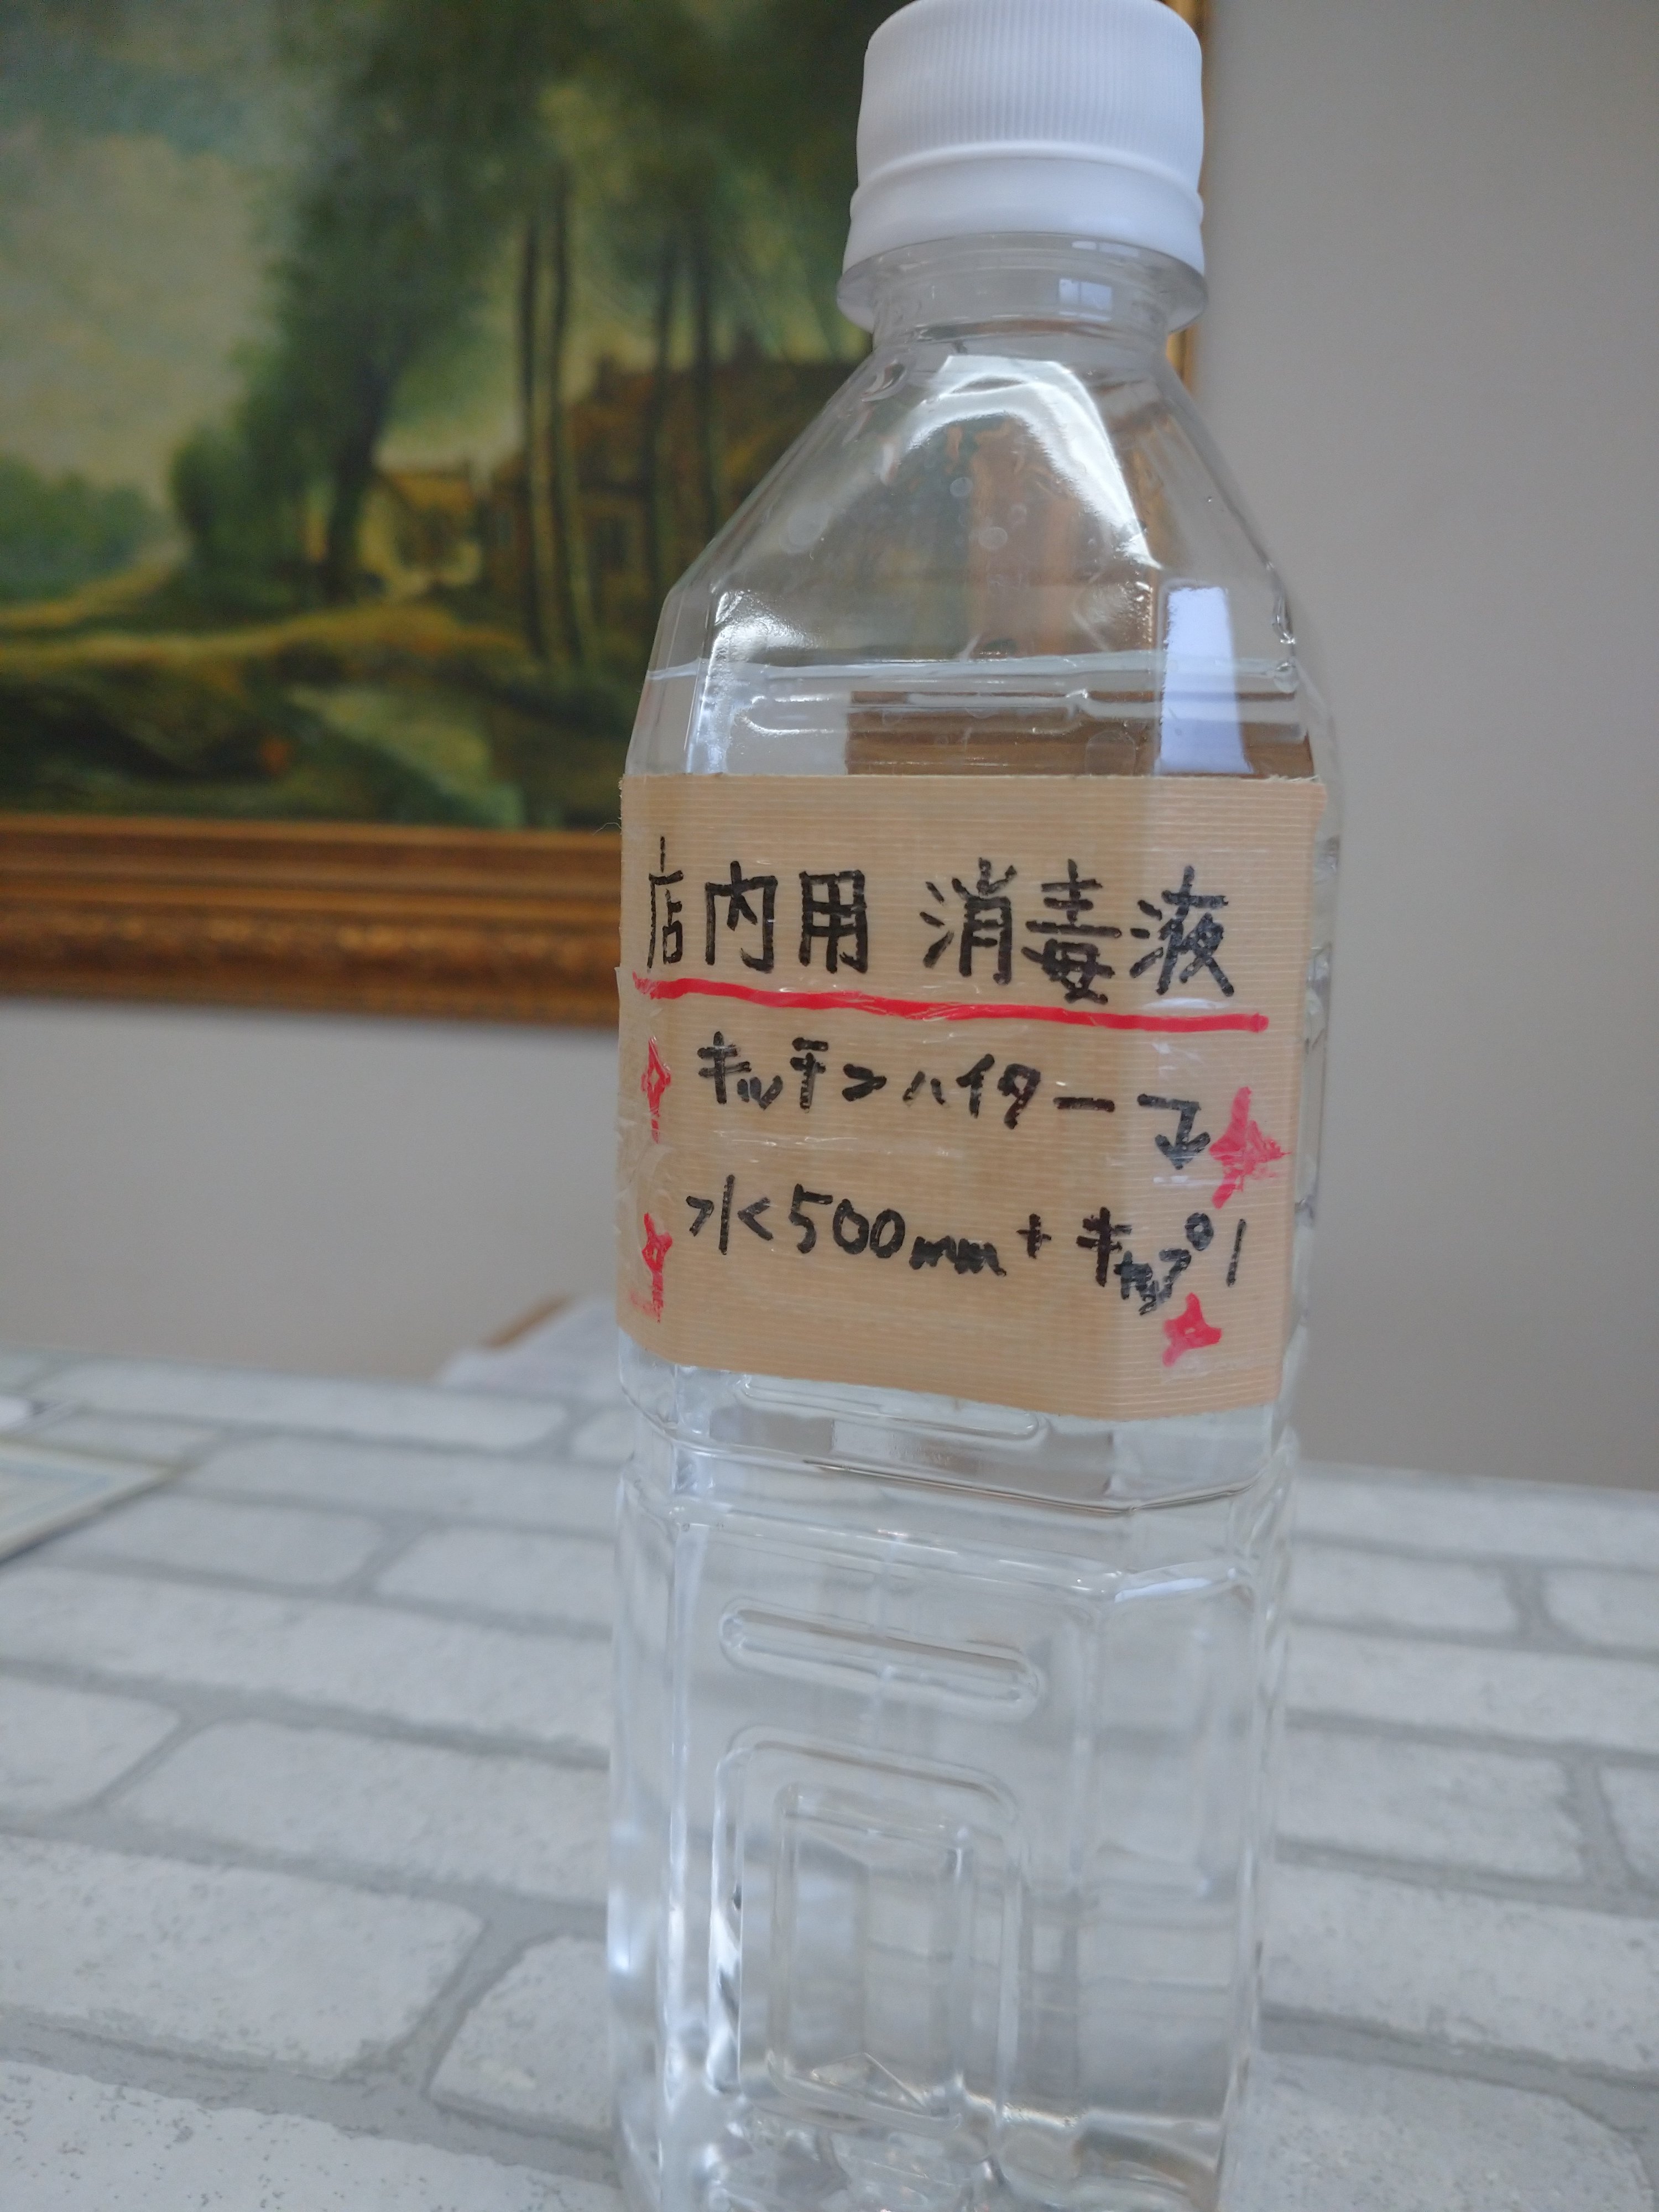 店内用 消毒液
キッチンハイター
水500mm + キャップ1